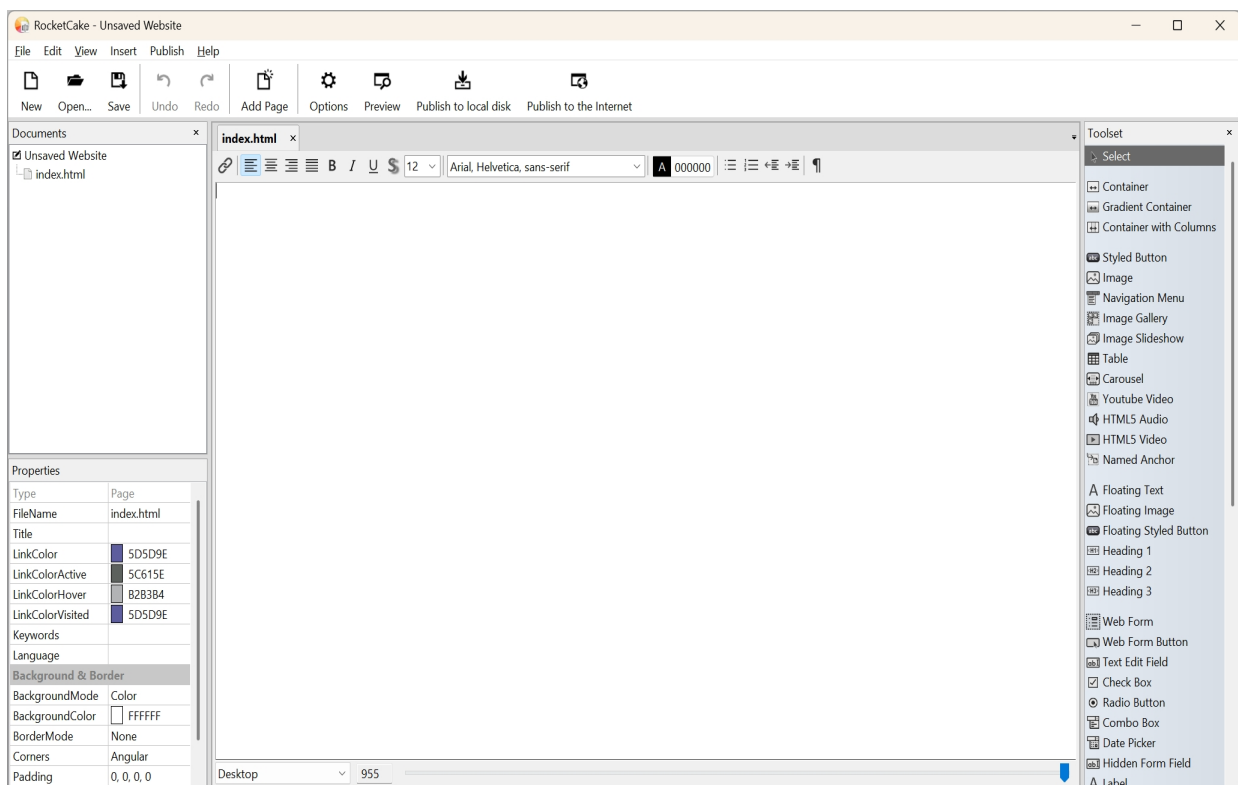 RocketCake - Unsaved Website
File Edit View Insert Publish Help
New Open... Save Undo Redo Add Page Options Preview Publish to local disk Publish to the Internet
Documents
Unsaved Website
index.html
Properties
Type Page
FileName index.html
Title
LinkColor 5D5D9E
LinkColorActive 5C615E
LinkColorHover B2B3B4
LinkColorVisited 5D5D9E
Keywords
Language
Background & Border
BackgroundMode Color
BackgroundColor FFFFFF
BorderMode None
Corners Angular
Padding 0, 0, 0, 0
index.html
B I U S 12 Arial, Helvetica, sans-serif A 000000
Desktop 955
Toolset
Select
Container
Gradient Container
Container with Columns
Styled Button
Image
Navigation Menu
Image Gallery
Image Slideshow
Table
Carousel
Youtube Video
HTML5 Audio
HTML5 Video
Named Anchor
A Floating Text
Floating Image
Floating Styled Button
H1 Heading 1
H2 Heading 2
H3 Heading 3
Web Form
Web Form Button
Text Edit Field
Check Box
Radio Button
Combo Box
Date Picker
Hidden Form Field
A Label